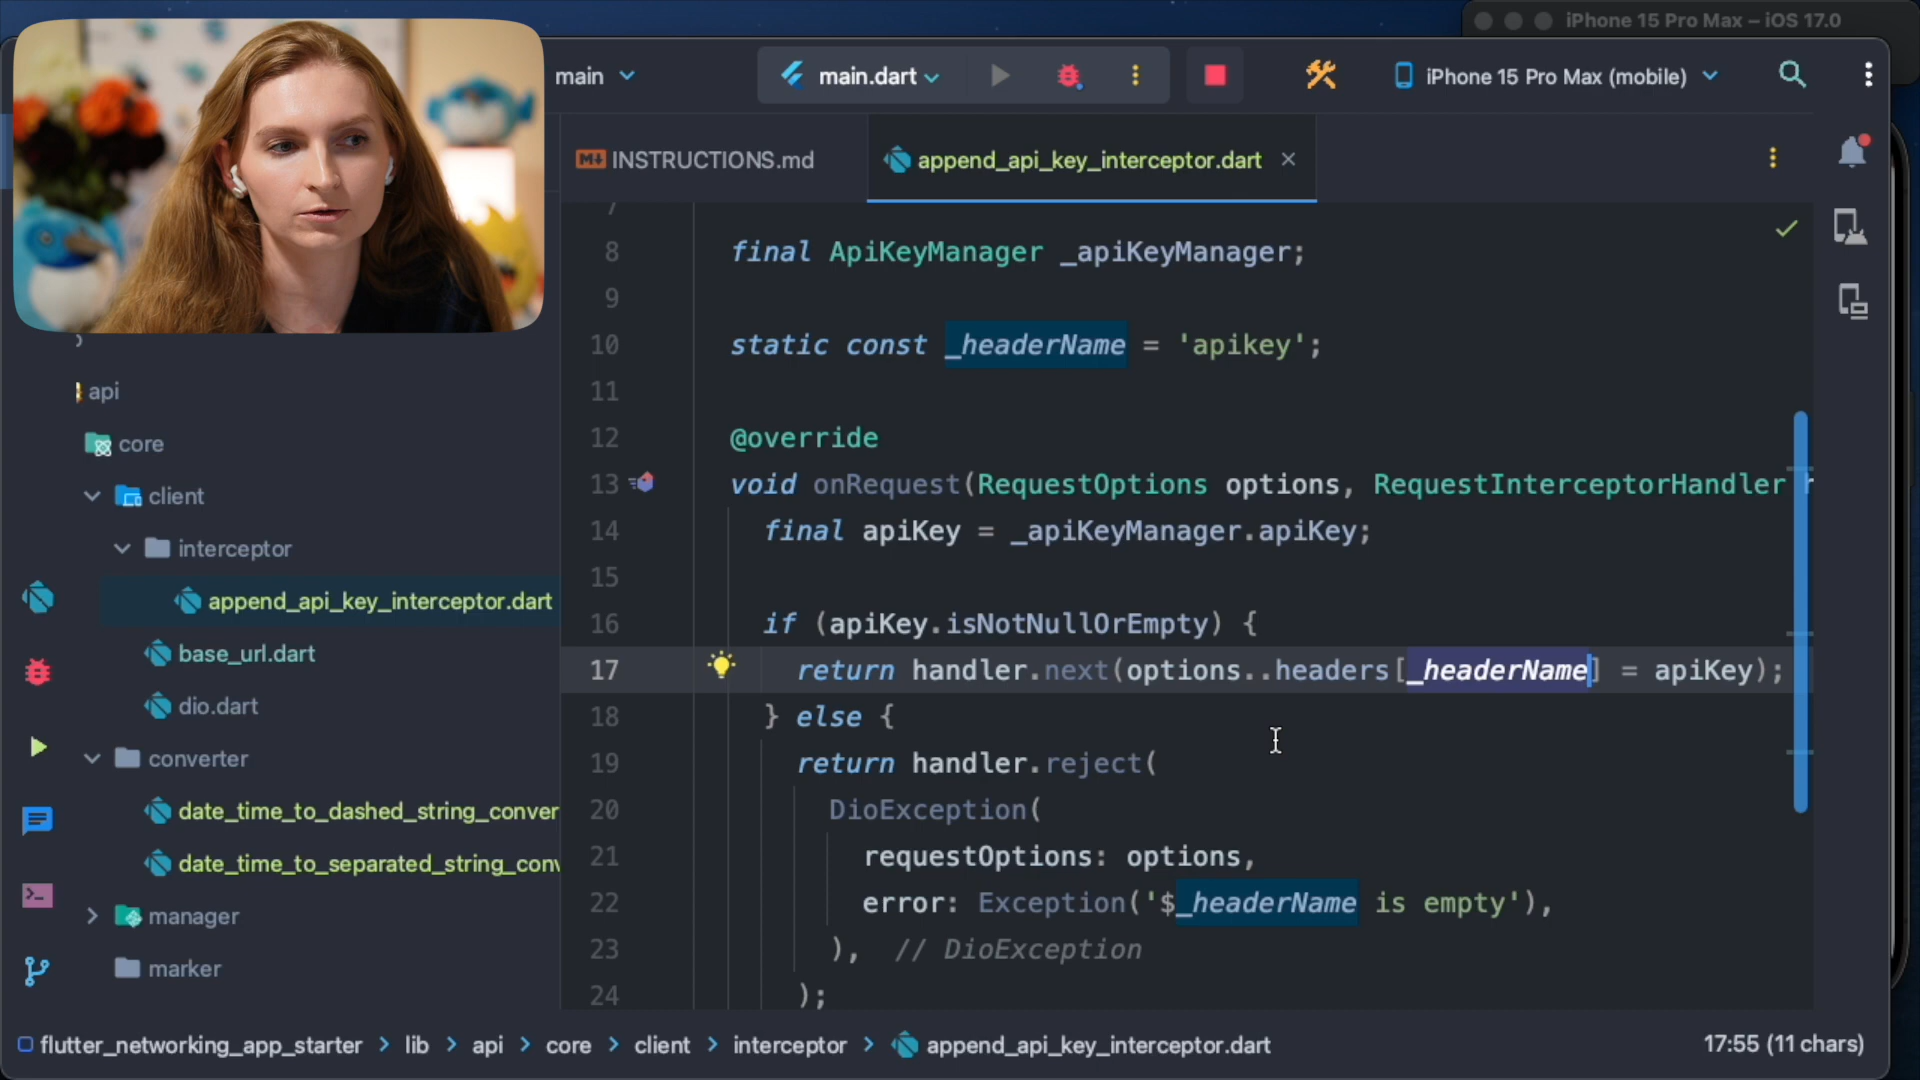 iPhone 15 Pro Max – iOS 17.0
main
main.dart
iPhone 15 Pro Max (mobile)
INSTRUCTIONS.md
append_api_key_interceptor.dart
api
core
client
interceptor
append_api_key_interceptor.dart
base_url.dart
dio.dart
converter
date_time_to_dashed_string_conver
date_time_to_separated_string_conv
manager
marker
7
8 final ApiKeyManager _apiKeyManager;
9
10 static const _headerName = 'apikey';
11
12 @override
13 void onRequest(RequestOptions options, RequestInterceptorHandler
14 final apiKey = _apiKeyManager.apiKey;
15
16 if (apiKey.isNotNullOrEmpty) {
17 return handler.next(options..headers[_headerName] = apiKey);
18 } else {
19 return handler.reject(
20 DioException(
21 requestOptions: options,
22 error: Exception('$_headerName is empty'),
23 ), // DioException
24 );
flutter_networking_app_starter > lib > api > core > client > interceptor > append_api_key_interceptor.dart
17:55 (11 chars)